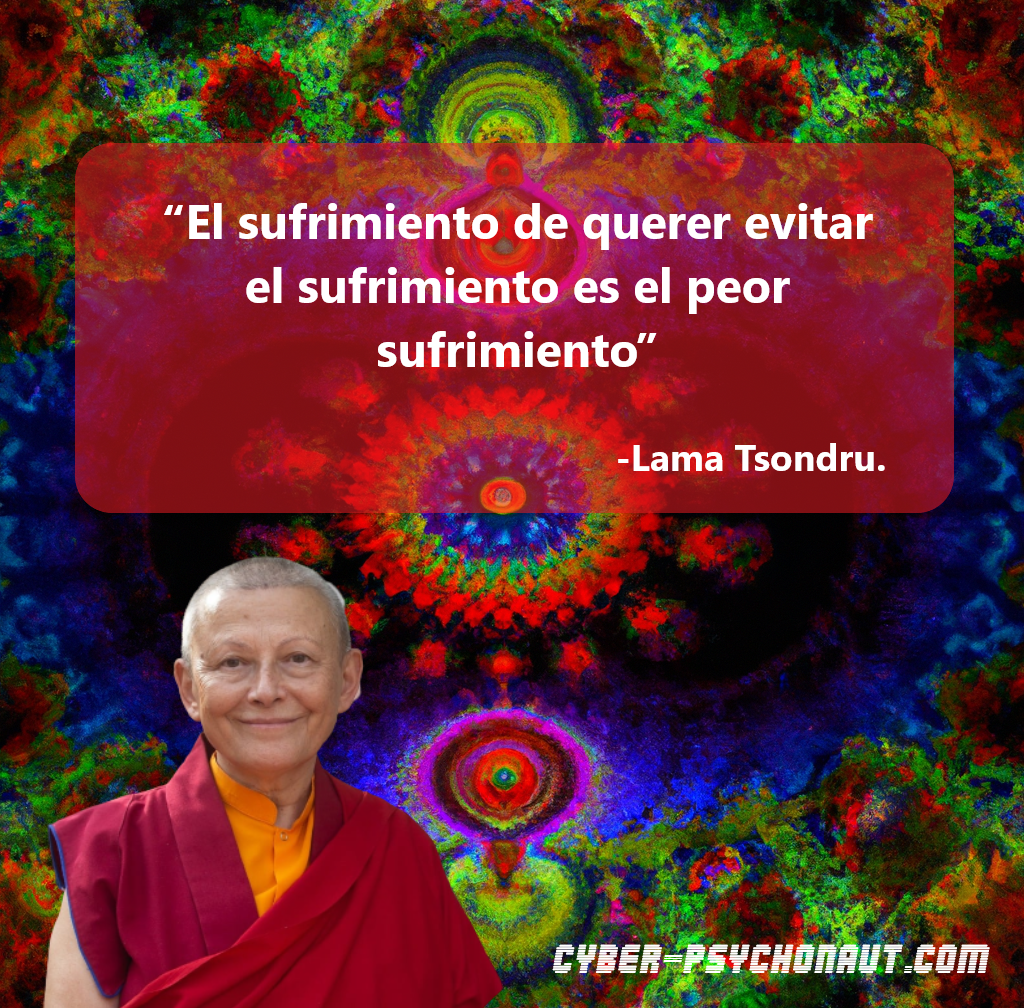 “El sufrimiento de querer evitar
el sufrimiento es el peor
sufrimiento”
-Lama Tsondru.
CYBER-PSYCHONAUT.COM